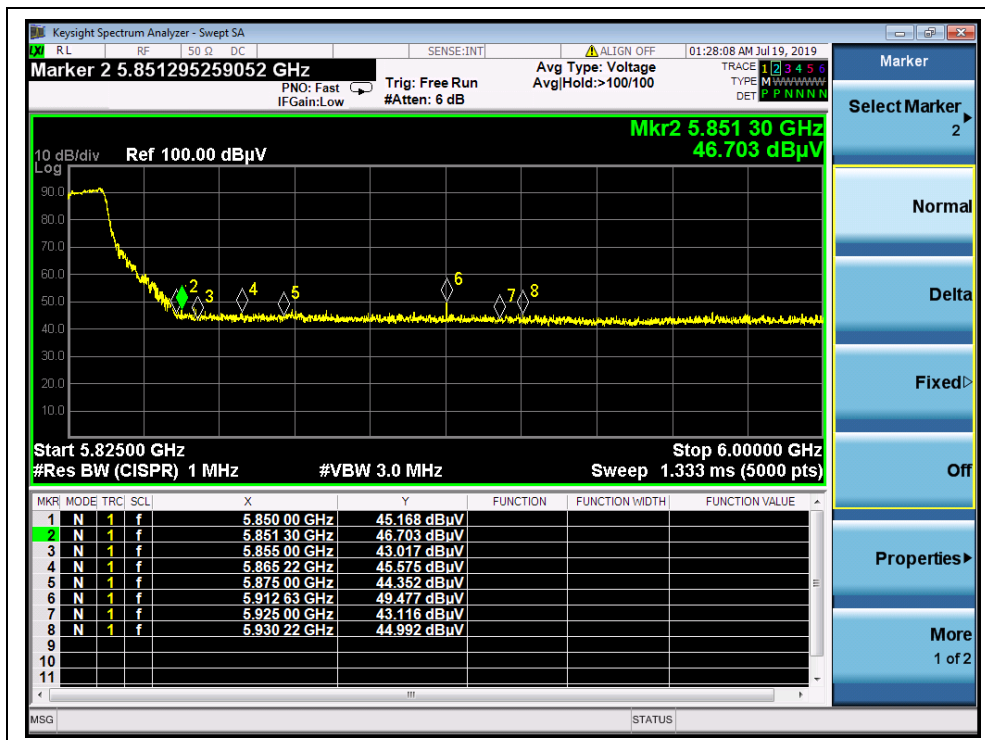 Keysight Spectrum Analyzer - Swept SA
LXI RL RF 50 Ω DC SENSE:INT ALIGN OFF 01:28:08 AM Jul 19, 2019
Marker 2 5.851295259052 GHz
PNO: Fast
IFGain:Low
Trig: Free Run
#Atten: 6 dB
Avg Type: Voltage
Avg|Hold:>100/100
TRACE 1 2 3 4 5 6
TYPE M W W W W W
DET P P N N N N
Mkr2 5.851 30 GHz
46.703 dBµV
10 dB/div Ref 100.00 dBµV
Log
90.0
80.0
70.0
60.0
50.0
40.0
30.0
20.0
10.0
2 3 4 5 6 7 8
Start 5.82500 GHz Stop 6.00000 GHz
#Res BW (CISPR) 1 MHz #VBW 3.0 MHz Sweep 1.333 ms (5000 pts)
MKR MODE TRC SCL X Y FUNCTION FUNCTION WIDTH FUNCTION VALUE
1 N 1 f 5.850 00 GHz 45.168 dBµV
2 N 1 f 5.851 30 GHz 46.703 dBµV
3 N 1 f 5.855 00 GHz 43.017 dBµV
4 N 1 f 5.865 22 GHz 45.575 dBµV
5 N 1 f 5.875 00 GHz 44.352 dBµV
6 N 1 f 5.912 63 GHz 49.477 dBµV
7 N 1 f 5.925 00 GHz 43.116 dBµV
8 N 1 f 5.930 22 GHz 44.992 dBµV
9
10
11
MSG STATUS
Marker
Select Marker
2
Normal
Delta
Fixed
Off
Properties
More
1 of 2